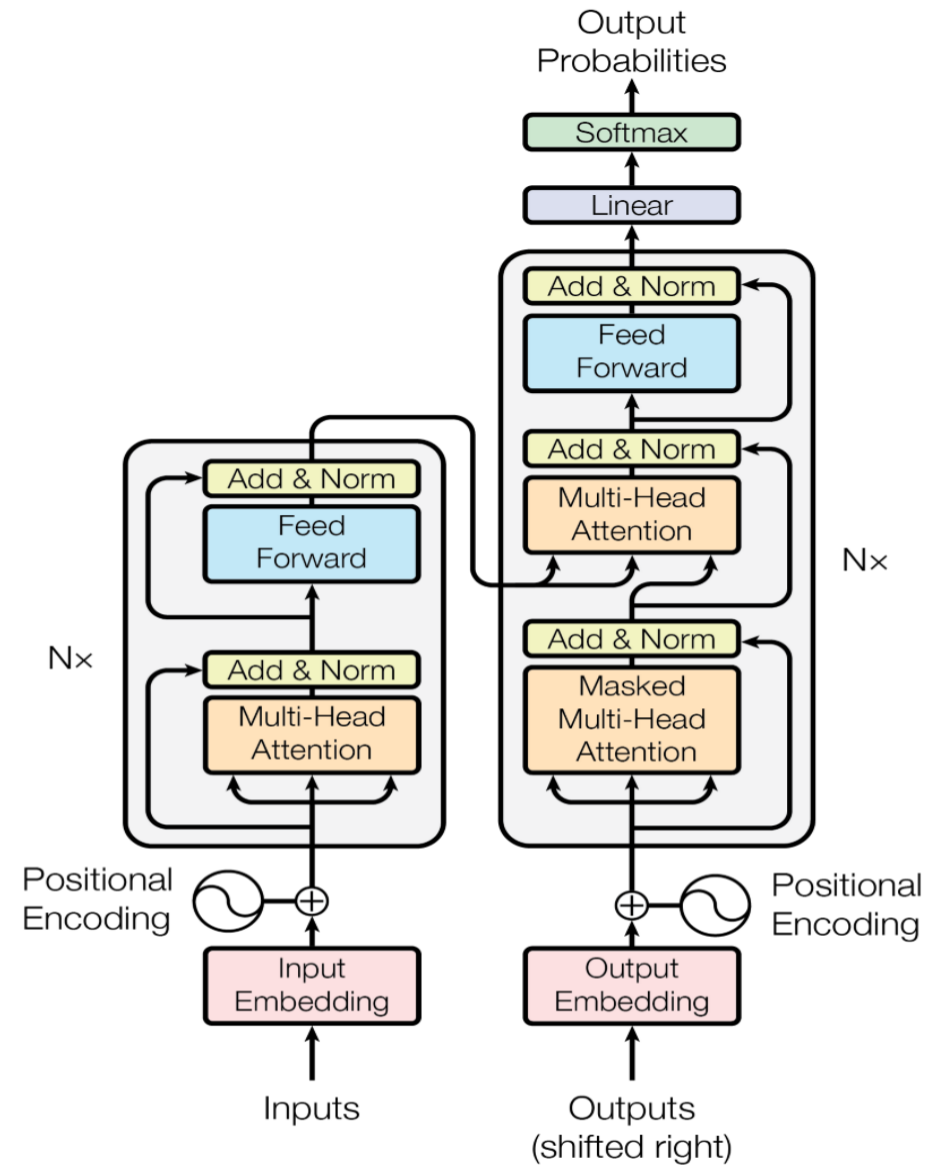 Output
Probabilities
Softmax
Linear
Add & Norm
Feed
Forward
Add & Norm
Multi-Head
Attention
Nx
Add & Norm
Masked
Multi-Head
Attention
Add & Norm
Feed
Forward
Nx
Add & Norm
Multi-Head
Attention
Positional
Encoding
Positional
Encoding
Input
Embedding
Output
Embedding
Inputs
Outputs
(shifted right)